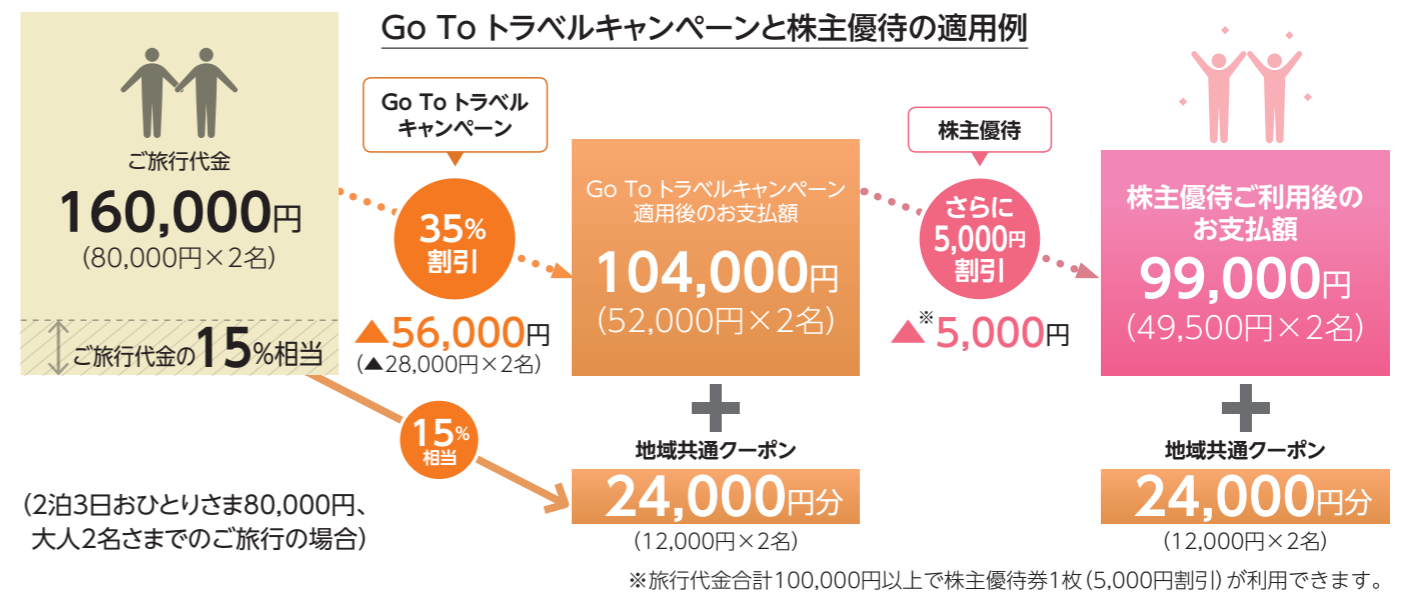 Go To トラベルキャンペーンと株主優待の適用例
ご旅行代金
160,000円
(80,000円×2名)
ご旅行代金の15%相当
(2泊3日おひとりさま80,000円、
大人2名さまでのご旅行の場合)
Go To トラベル
キャンペーン
35%
割引
▲56,000円
(▲28,000円×2名)
15%
相当
Go To トラベルキャンペーン
適用後のお支払額
104,000円
(52,000円×2名)
地域共通クーポン
24,000円分
(12,000円×2名)
株主優待
さらに
5,000円
割引
▲※5,000円
株主優待ご利用後の
お支払額
99,000円
(49,500円×2名)
地域共通クーポン
24,000円分
(12,000円×2名)
※旅行代金合計100,000円以上で株主優待券1枚(5,000円割引)が利用できます。